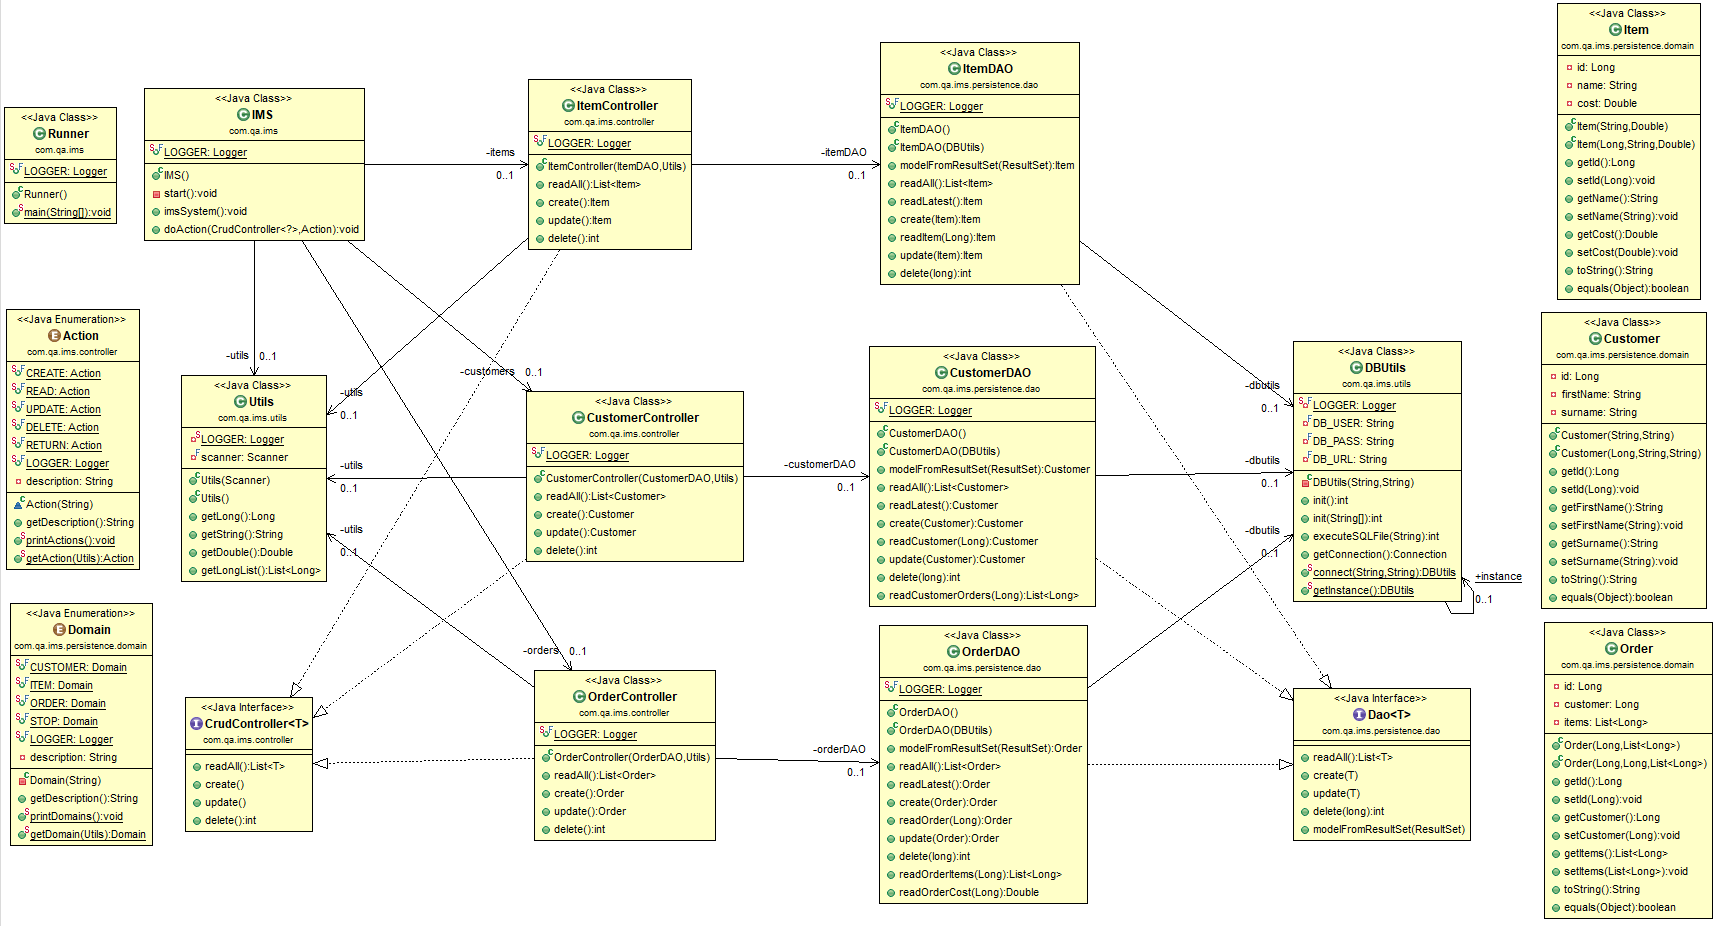 <<Java Class>>
Runner
com.qa.ims
LOGGER: Logger
Runner()
main(String[]):void
<<Java Class>>
IMS
com.qa.ims
LOGGER: Logger
IMS()
start():void
imsSystem():void
doAction(CrudController<?>,Action):void
<<Java Class>>
ItemController
com.qa.ims.controller
LOGGER: Logger
ItemController(ItemDAO,Utils)
readAll():List<Item>
create():Item
update():Item
delete():int
<<Java Class>>
ItemDAO
com.qa.ims.persistence.dao
LOGGER: Logger
ItemDAO()
ItemDAO(DBUtils)
modelFromResultSet(ResultSet):Item
readAll():List<Item>
readLatest():Item
create(Item):Item
readItem(Long):Item
update(Item):Item
delete(long):int
<<Java Class>>
Item
com.qa.ims.persistence.domain
id: Long
name: String
cost: Double
Item(String,Double)
Item(Long,String,Double)
getId():Long
setId(Long):void
getName():String
setName(String):void
getCost():Double
setCost(Double):void
toString():String
equals(Object):boolean
-items
0..1
-itemDAO
0..1
<<Java Enumeration>>
Action
com.qa.ims.controller
CREATE: Action
READ: Action
UPDATE: Action
DELETE: Action
RETURN: Action
LOGGER: Logger
description: String
Action(String)
getDescription():String
printActions():void
getAction(Utils):Action
-utils
0..1
<<Java Class>>
Utils
com.qa.ims.utils
LOGGER: Logger
scanner: Scanner
Utils(Scanner)
Utils()
getLong():Long
getString():String
getDouble():Double
getLongList():List<Long>
-utils
0..1
-utils
0..1
-utils
0..1
-customers
0..1
<<Java Class>>
CustomerController
com.qa.ims.controller
LOGGER: Logger
CustomerController(CustomerDAO,Utils)
readAll():List<Customer>
create():Customer
update():Customer
delete():int
-customerDAO
0..1
<<Java Class>>
CustomerDAO
com.qa.ims.persistence.dao
LOGGER: Logger
CustomerDAO()
CustomerDAO(DBUtils)
modelFromResultSet(ResultSet):Customer
readAll():List<Customer>
readLatest():Customer
create(Customer):Customer
readCustomer(Long):Customer
update(Customer):Customer
delete(long):int
readCustomerOrders(Long):List<Long>
-dbutils
0..1
-dbutils
0..1
-dbutils
0..1
<<Java Class>>
DBUtils
com.qa.ims.utils
LOGGER: Logger
DB_USER: String
DB_PASS: String
DB_URL: String
DBUtils(String,String)
init():int
init(String[]):int
executeSQLFile(String):int
getConnection():Connection
connect(String,String):DBUtils
getInstance():DBUtils
+instance
0..1
<<Java Class>>
Customer
com.qa.ims.persistence.domain
id: Long
firstName: String
surname: String
Customer(String,String)
Customer(Long,String,String)
getId():Long
setId(Long):void
getFirstName():String
setFirstName(String):void
getSurname():String
setSurname(String):void
toString():String
equals(Object):boolean
<<Java Enumeration>>
Domain
com.qa.ims.persistence.domain
CUSTOMER: Domain
ITEM: Domain
ORDER: Domain
STOP: Domain
LOGGER: Logger
description: String
Domain(String)
getDescription():String
printDomains():void
getDomain(Utils):Domain
<<Java Interface>>
CrudController<T>
com.qa.ims.controller
readAll():List<T>
create()
update()
delete():int
-orders
0..1
<<Java Class>>
OrderController
com.qa.ims.controller
LOGGER: Logger
OrderController(OrderDAO,Utils)
readAll():List<Order>
create():Order
update():Order
delete():int
-orderDAO
0..1
<<Java Class>>
OrderDAO
com.qa.ims.persistence.dao
LOGGER: Logger
OrderDAO()
OrderDAO(DBUtils)
modelFromResultSet(ResultSet):Order
readAll():List<Order>
readLatest():Order
create(Order):Order
readOrder(Long):Order
update(Order):Order
delete(long):int
readOrderItems(Long):List<Long>
readOrderCost(Long):Double
<<Java Interface>>
Dao<T>
com.qa.ims.persistence.dao
readAll():List<T>
create(T)
update(T)
delete(long):int
modelFromResultSet(ResultSet)
<<Java Class>>
Order
com.qa.ims.persistence.domain
id: Long
customer: Long
items: List<Long>
Order(Long,List<Long>)
Order(Long,Long,List<Long>)
getId():Long
setId(Long):void
getCustomer():Long
setCustomer(Long):void
getItems():List<Long>
setItems(List<Long>):void
toString():String
equals(Object):boolean